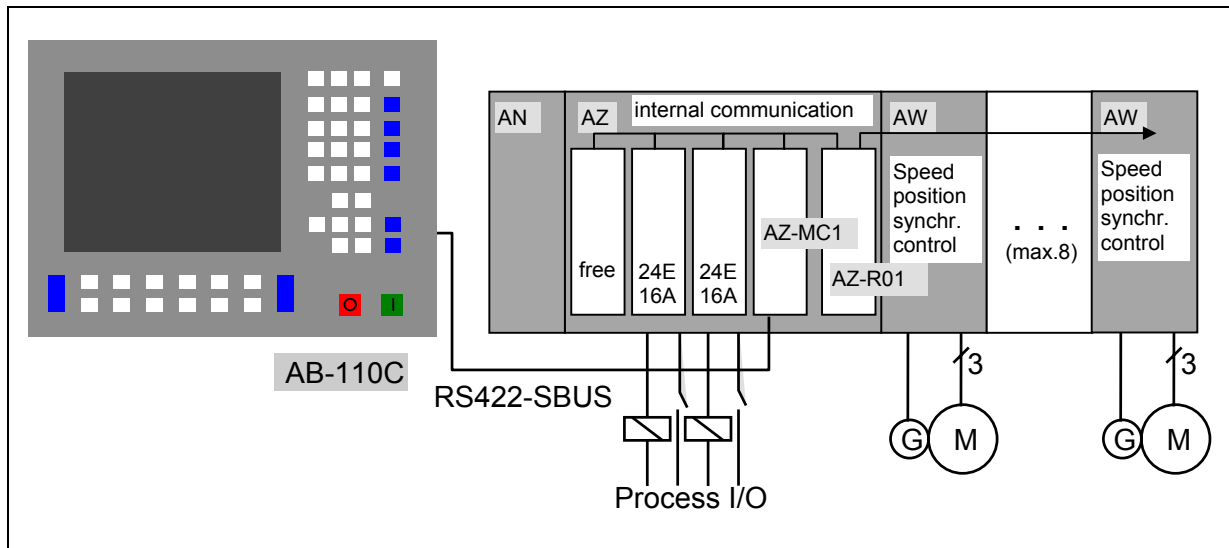 AN
AZ
internal communication
AW
AW
Speed
position
synchr.
control
. . .
(max.8)
Speed
position
synchr.
control
free
24E
16A
24E
16A
AZ-MC1
AZ-R01
O
I
AB-110C
RS422-SBUS
3
3
G
M
G
M
Process I/O